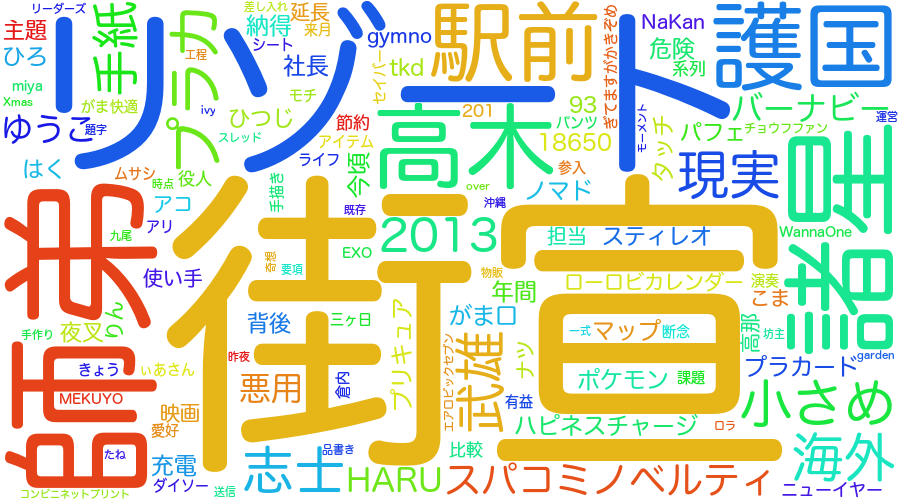 リーダーズ
差し入れ
主題
手紙
プラカ
リッジ
ト
納得
延長
来月
シート
gymno
駅前
NaKan
護国
ひろ
工程
社長
セイバー
tkd
危険
系列
miya
Xmas
がま快適
ivy
モチ
201
93
パンツ
ぎてますがかきぞめ
バーナビー
運営
ゆうこ
題字
ひつじ
スレッド
節約
高木
18650
モーメント
タッチ
パフェ
チョウフファン
はく
ムサシ
時点
役人
アイテム
ライフ
今頃
over
参入
現実
諸星
師弟
アコ
手描き
既存
沖縄
ノマド
アリ
九尾
街宣
2013
担当
スティレオ
WannaOne
EXO
奇想
要項
物販
ローロビカレンダー
演奏
使い手
年間
こま
手作り
夜叉
りん
背後
三ヶ日
プリキュア
がま口
エアロビックセブン
武雄
ナツ
一式
マップ
断念
高那
坊主
garden
きょう
ぃあさん
昨夜
悪用
倉内
ポケモン
課題
プラカード
MEKUYO
映画
愛好
有益
小さめ
ハピネスチャージ
ロラ
たね
充電
品書き
比較
海外
ダイソー
志士
HARU
スパコミノベルティ
ニューイヤー
コンビニネットプリント
送信